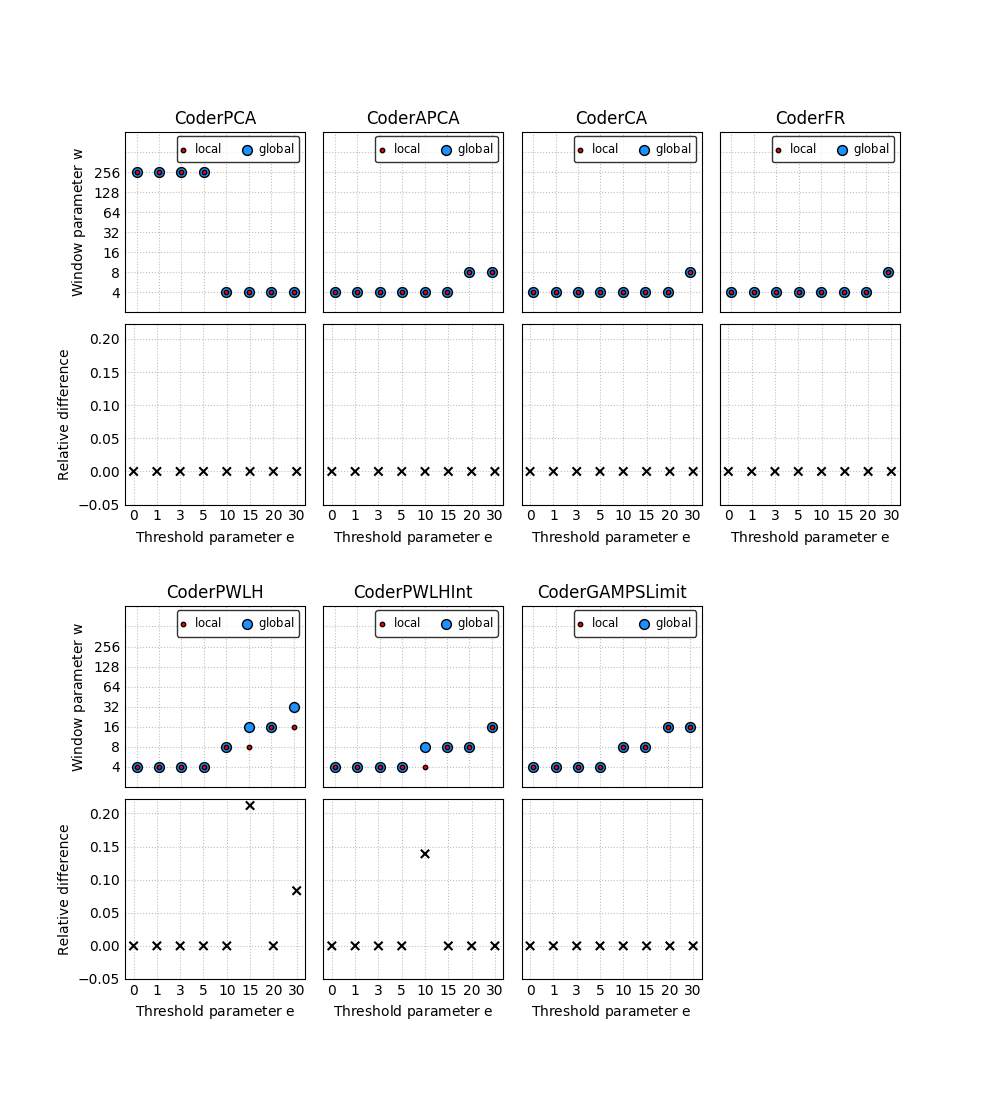 CoderPCA CoderAPCA CoderCA CoderFR
local global local global local global local global
Window parameter w
256
128
64
32
16
8
4
Relative difference
0.20
0.15
0.10
0.05
0.00
−0.05
0 1 3 5 10 15 20 30 0 1 3 5 10 15 20 30 0 1 3 5 10 15 20 30 0 1 3 5 10 15 20 30
Threshold parameter e Threshold parameter e Threshold parameter e Threshold parameter e
CoderPWLH CoderPWLHInt CoderGAMPSLimit
local global local global local global
Window parameter w
256
128
64
32
16
8
4
Relative difference
0.20
0.15
0.10
0.05
0.00
−0.05
0 1 3 5 10 15 20 30 0 1 3 5 10 15 20 30 0 1 3 5 10 15 20 30
Threshold parameter e Threshold parameter e Threshold parameter e